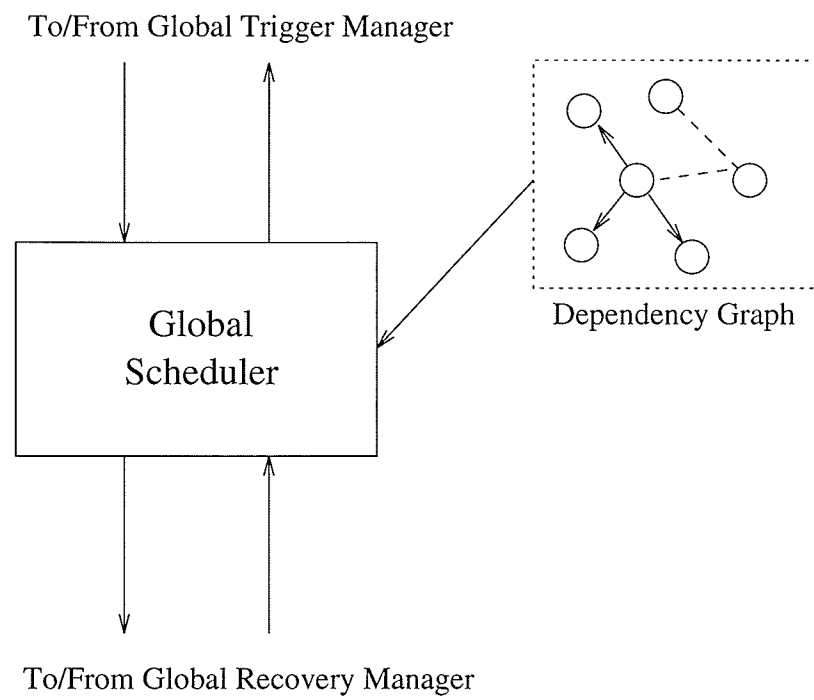 To/From Global Trigger Manager
Global
Scheduler
Dependency Graph
To/From Global Recovery Manager